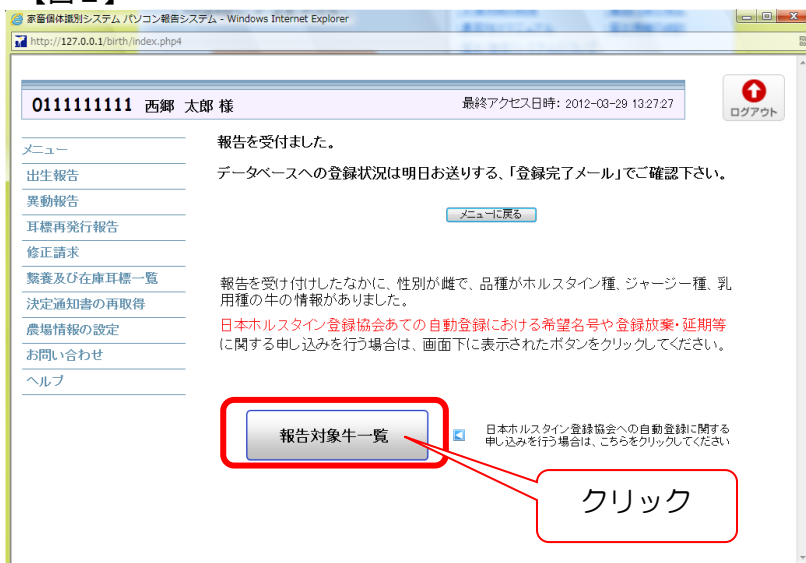 家畜個体識別システム パソコン報告システム - Windows Internet Explorer
http://127.0.0.1/birth/index.php4
0111111111 西郷 太郎 様
最終アクセス日時: 2012-03-29 13:27:27
ログアウト
メニュー
出生報告
異動報告
耳標再発行報告
修正請求
繋養及び在庫耳標一覧
決定通知書の再取得
農場情報の設定
お問い合わせ
ヘルプ
報告を受付ました。
データベースへの登録状況は明日お送りする、「登録完了メール」でご確認下さい。
メニューに戻る
報告を受け付けしたなかに、性別が雌で、品種がホルスタイン種、ジャージー種、乳
用種の牛の情報がありました。
日本ホルスタイン登録協会あての自動登録における希望名号や登録放棄・延期等
に関する申し込みを行う場合は、画面下に表示されたボタンをクリックしてください。
報告対象牛一覧
日本ホルスタイン登録協会への自動登録に関する
申し込みを行う場合は、こちらをクリックしてください
クリック